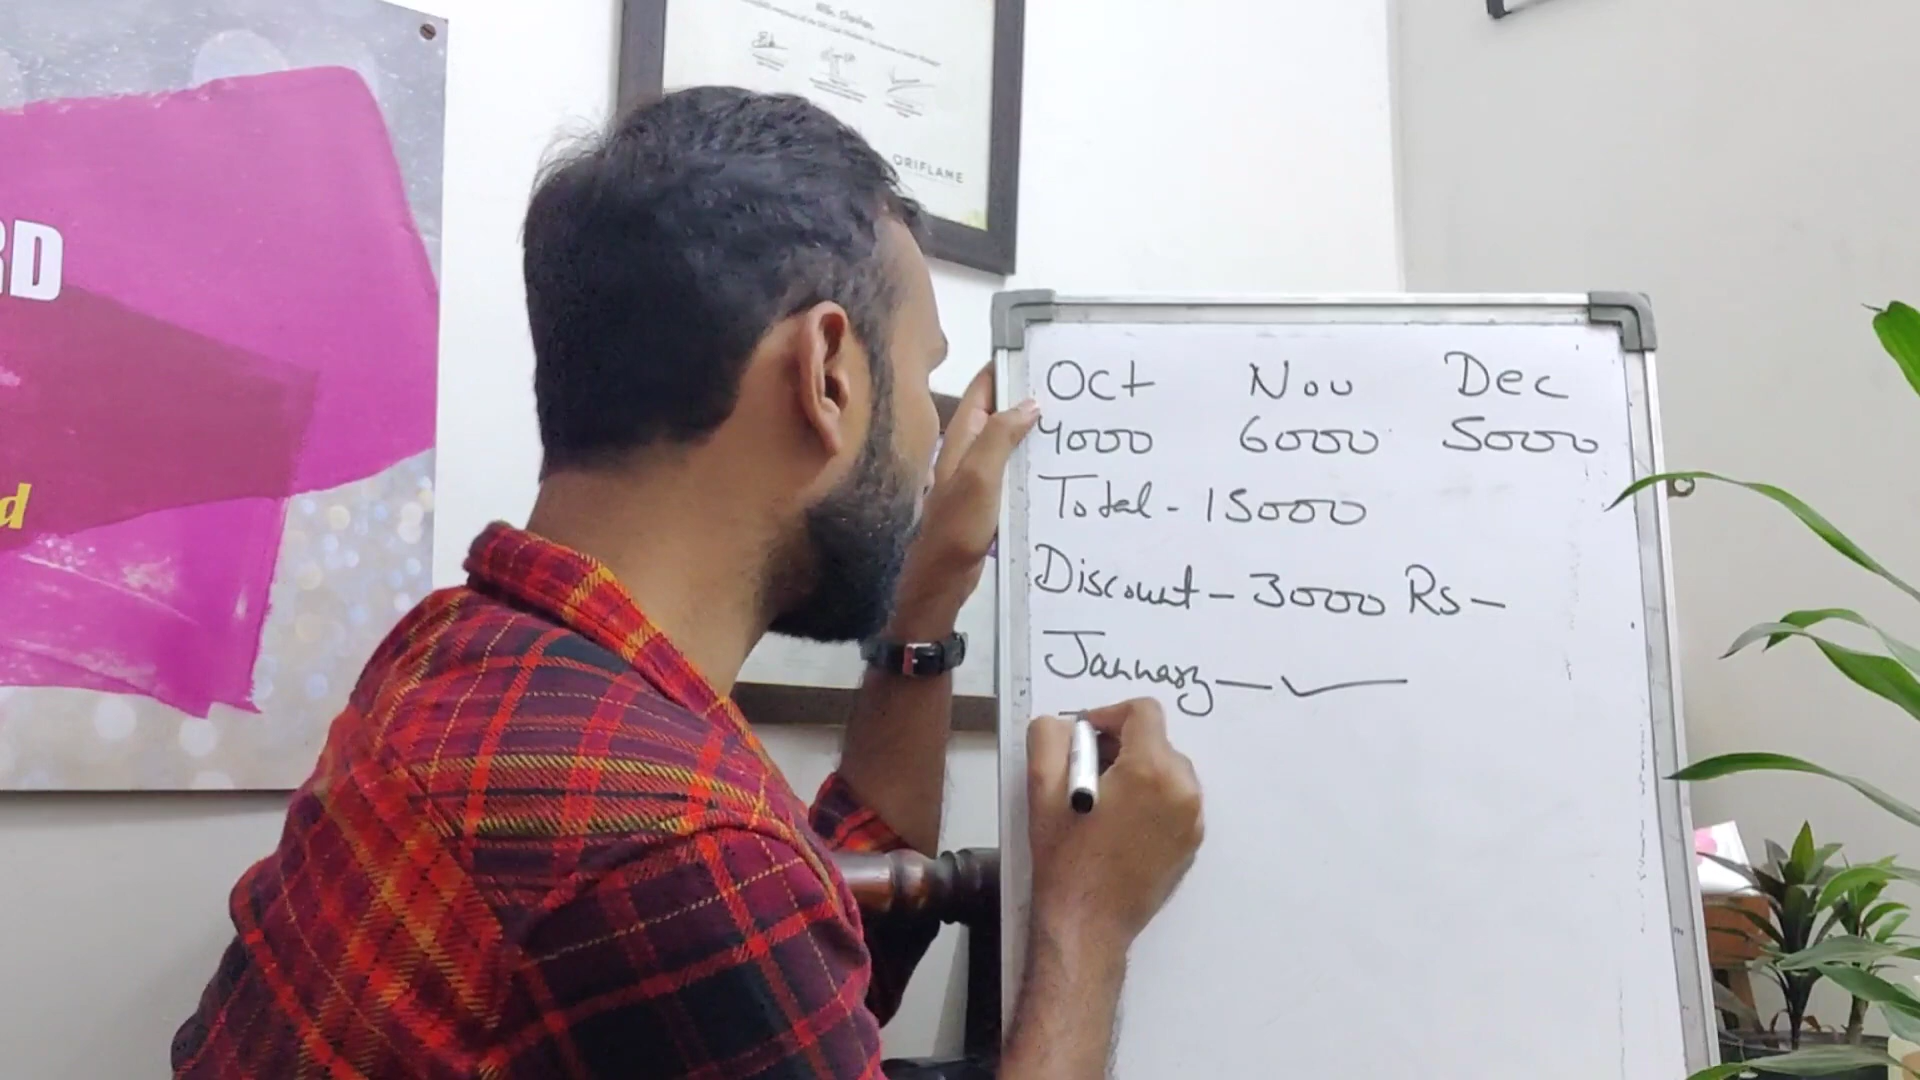 RD
d
ORIFLAME
Oct Nov Dec
4000 6000 5000
Total - 15000
Discount - 3000 Rs -
January - ✓